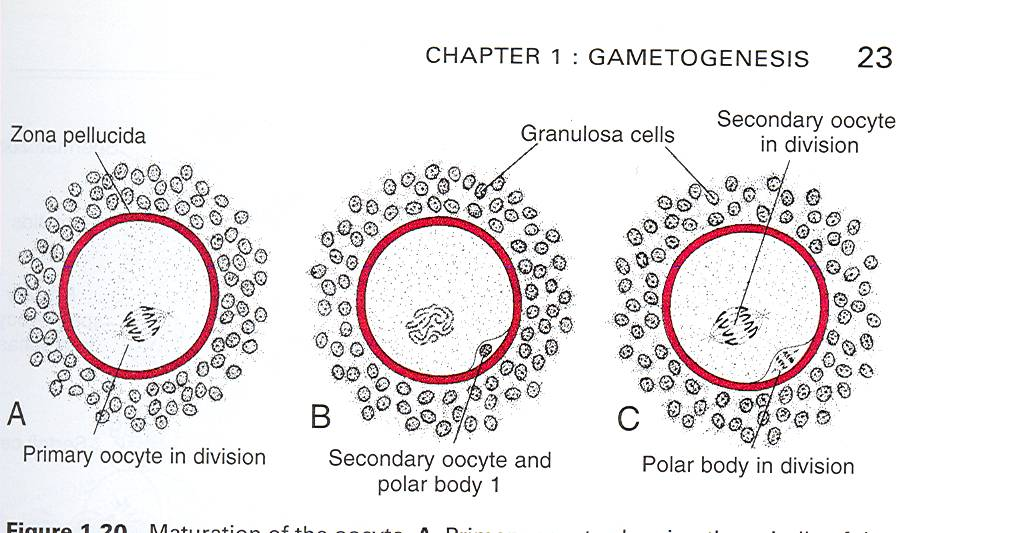 CHAPTER 1 : GAMETOGENESIS 23
Zona pellucida
Granulosa cells
Secondary oocyte
in division
A
B
C
Primary oocyte in division
Secondary oocyte and
polar body 1
Polar body in division
Figure 1.20 Maturation of the oocyte. A. Primary